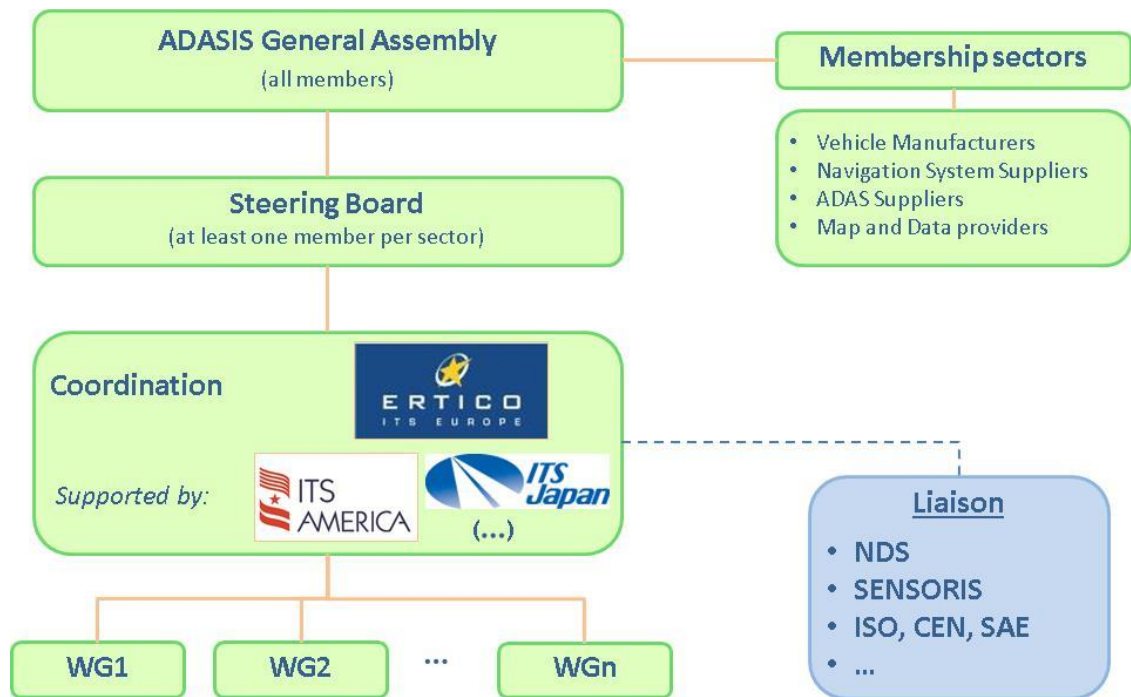 ADASIS General Assembly
(all members)
Membership sectors
• Vehicle Manufacturers
• Navigation System Suppliers
• ADAS Suppliers
• Map and Data providers
Steering Board
(at least one member per sector)
Coordination
ERTICO
ITS EUROPE
Supported by:
ITS
AMERICA
ITS
Japan
(...)
Liaison
• NDS
• SENSORIS
• ISO, CEN, SAE
• ...
WG1
WG2
...
WGn